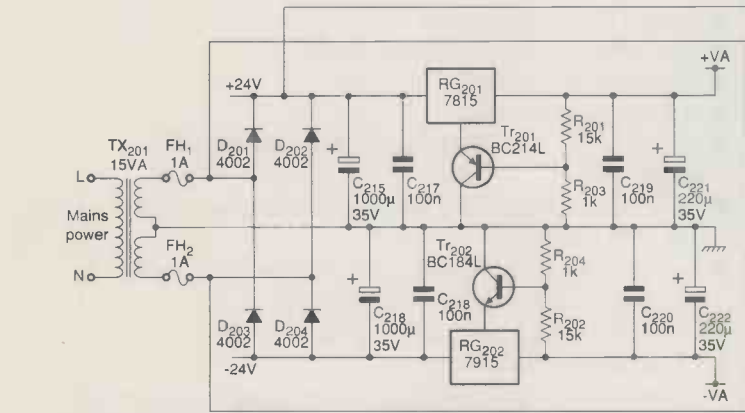 +VA
+24V
RG201
7815
TX201
15VA
FH1
1A
D201
4002
D202
4002
Tr201
BC214L
R201
15k
L
+
C215
1000µ
35V
C217
100n
R203
1k
C219
100n
+
C221
220µ
35V
Mains
power
FH2
1A
Tr202
BC184L
R204
1k
N
+
C218
1000µ
35V
C218
100n
C220
100n
+
C222
220µ
35V
D203
4002
D204
4002
R202
15k
-24V
RG202
7915
-VA